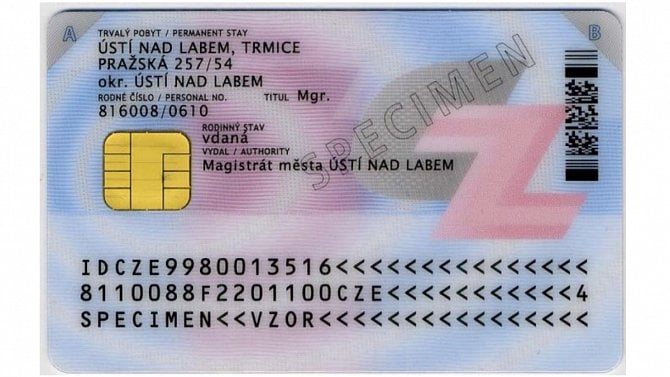 A
B
TRVALÝ POBYT / PERMANENT STAY
ÚSTÍ NAD LABEM, TRMICE
PRAŽSKÁ 257/54
okr. ÚSTÍ NAD LABEM
RODNÉ ČÍSLO / PERSONAL NO. TITUL Mgr.
816008/0610
RODINNÝ STAV
vdaná
VYDAL / AUTHORITY
Magistrát města ÚSTÍ NAD LABEM
SPECIMEN
CZ
IDCZE9980013516<<<<<<<<<<<<<<<
8110088F2201100CZE<<<<<<<<<<<4
SPECIMEN<<VZOR<<<<<<<<<<<<<<<<